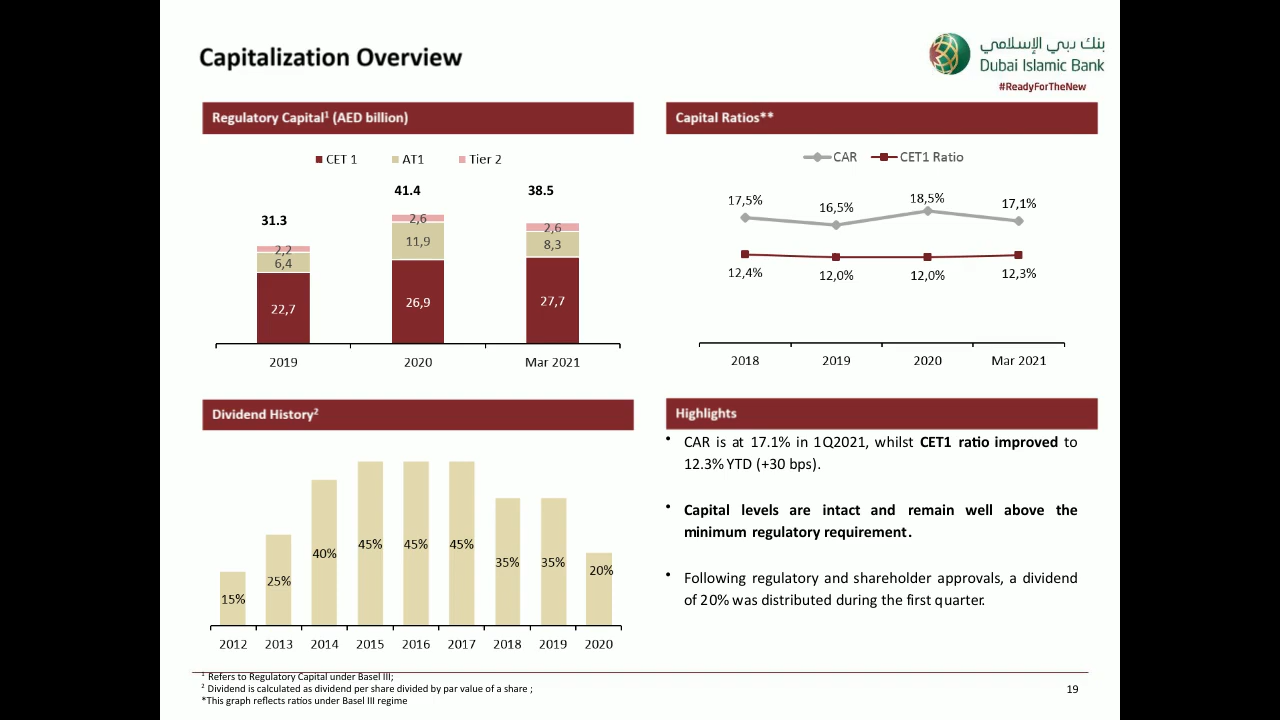 Capitalization Overview
بنك دبي الإسلامي
Dubai Islamic Bank
#ReadyForTheNew
Regulatory Capital¹ (AED billion)
CET 1 AT1 Tier 2
31.3 41.4 38.5
2,2 2,6 2,6
6,4 11,9 8,3
22,7 26,9 27,7
2019 2020 Mar 2021
Capital Ratios**
CAR CET1 Ratio
17,5% 16,5% 18,5% 17,1%
12,4% 12,0% 12,0% 12,3%
2018 2019 2020 Mar 2021
Dividend History²
15% 25% 40% 45% 45% 45% 35% 35% 20%
2012 2013 2014 2015 2016 2017 2018 2019 2020
Highlights
• CAR is at 17.1% in 1Q2021, whilst CET1 ratio improved to
12.3% YTD (+30 bps).
• Capital levels are intact and remain well above the
minimum regulatory requirement.
• Following regulatory and shareholder approvals, a dividend
of 20% was distributed during the first quarter.
¹ Refers to Regulatory Capital under Basel III;
² Dividend is calculated as dividend per share divided by par value of a share ;
*This graph reflects ratios under Basel III regime
19